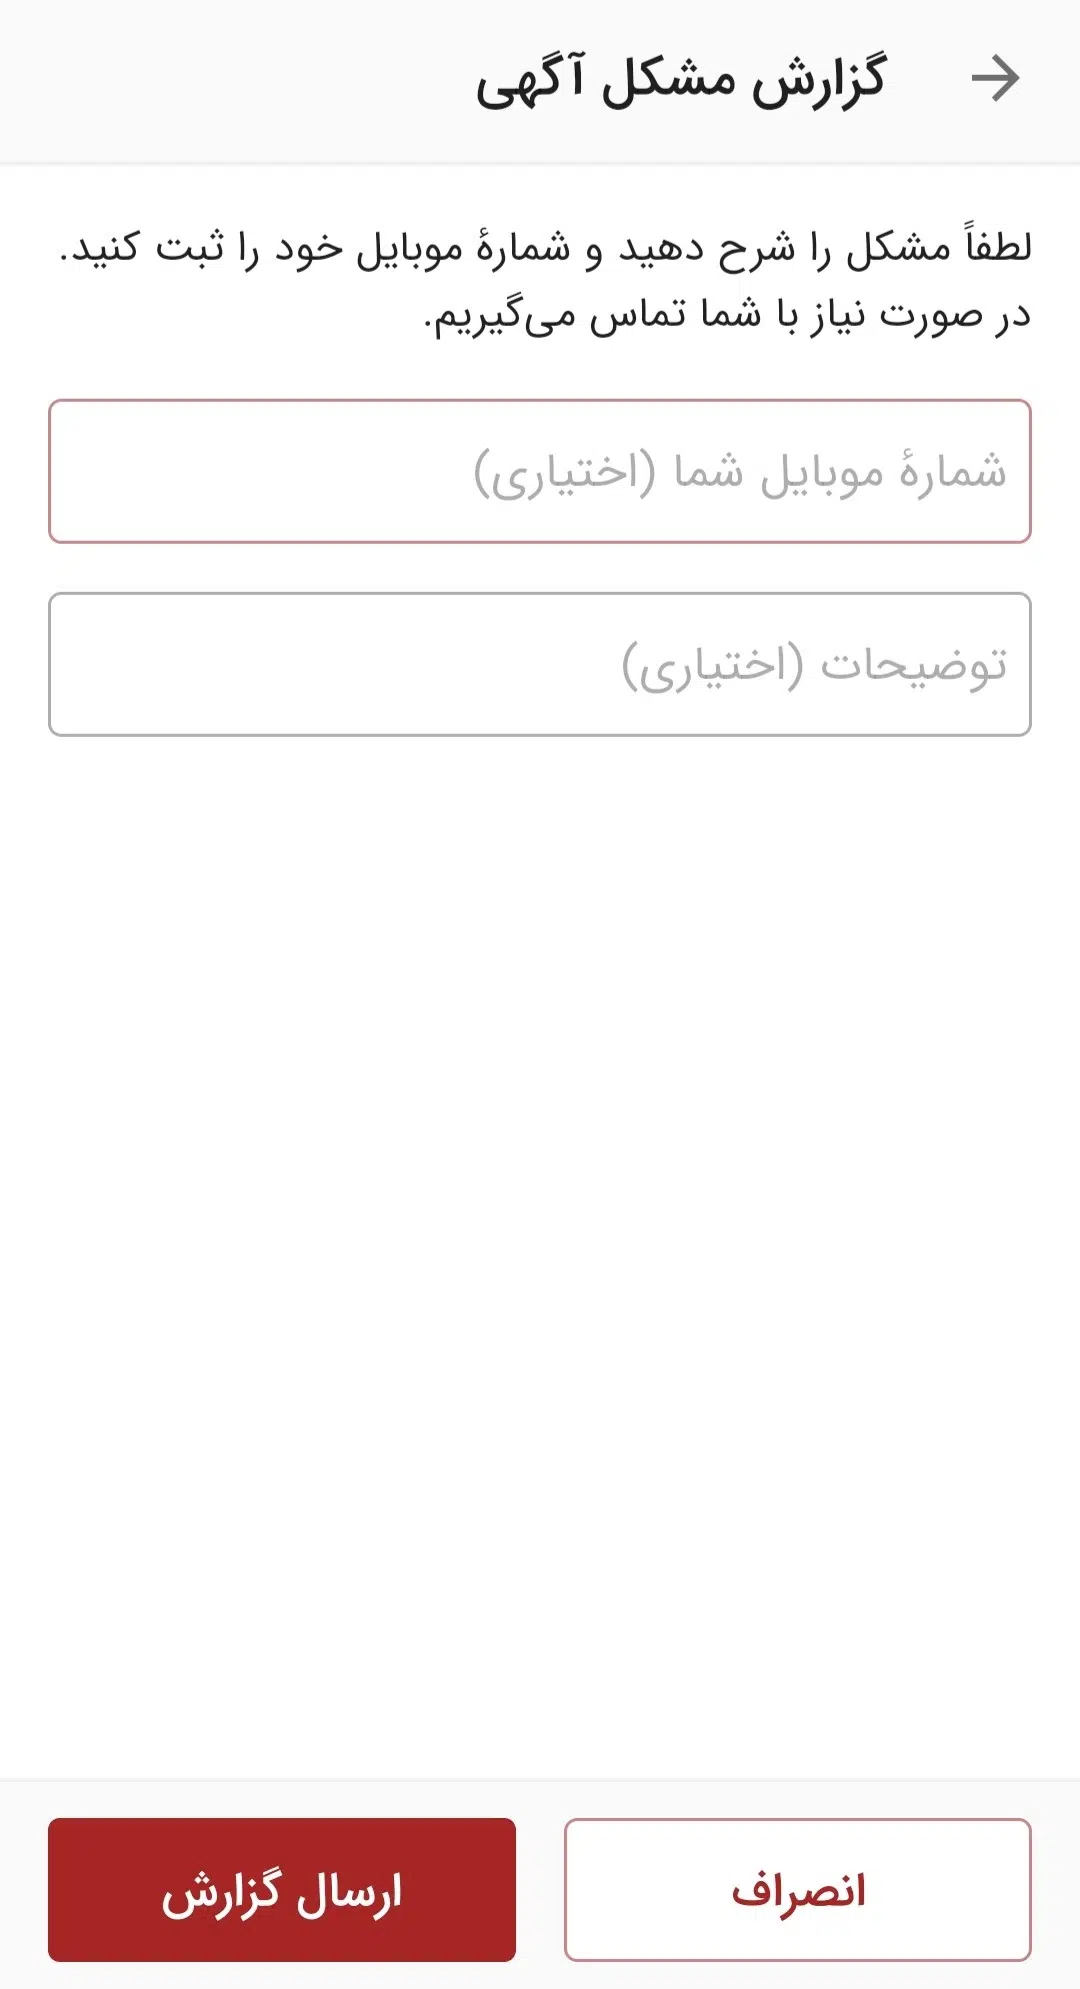 گزارش مشکل آگهی
لطفاً مشکل را شرح دهید و شمارهٔ موبایل خود را ثبت کنید.
در صورت نیاز با شما تماس می‌گیریم.
شمارهٔ موبایل شما (اختیاری)
توضیحات (اختیاری)
انصراف
ارسال گزارش